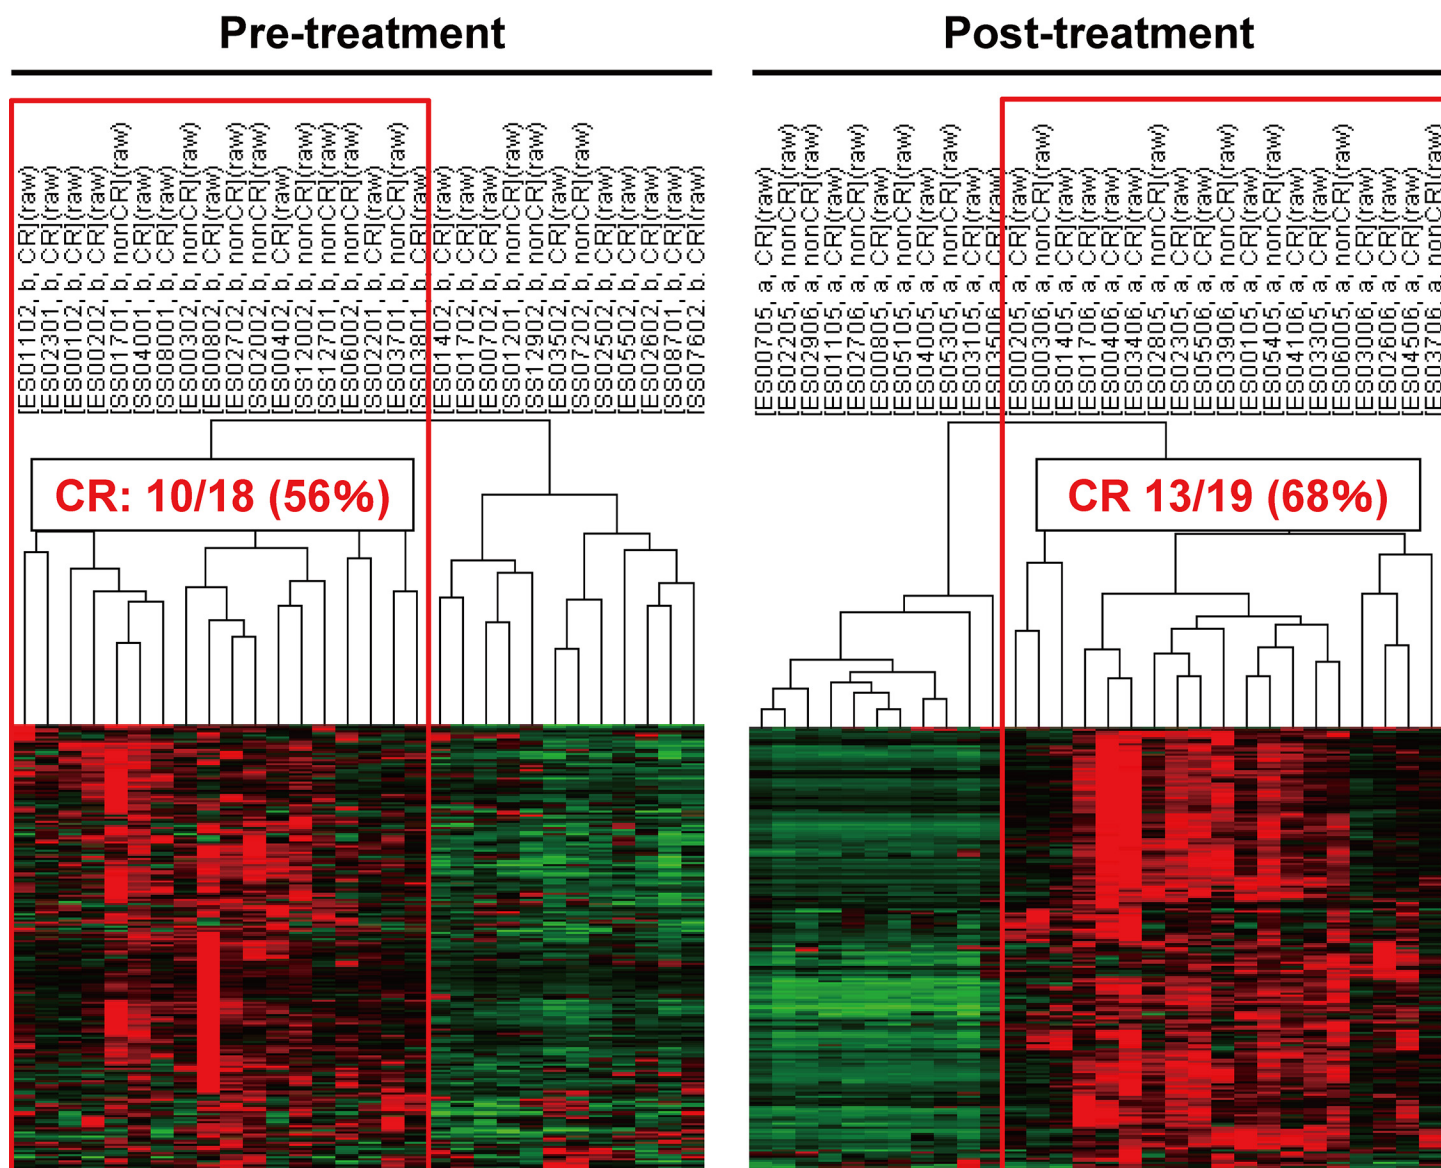 Pre-treatment
Post-treatment
[ES01102, b, CR](raw)
[ES02301, b, CR](raw)
[ES00102, b, CR](raw)
[ES00202, b, CR](raw)
[SS01701, b, nonCR](raw)
[SS04001, b, CR](raw)
[SS08001, b, CR](raw)
[ES00302, b, nonCR](raw)
[ES00802, b, CR](raw)
[ES02702, b, nonCR](raw)
[SS02002, b, nonCR](raw)
[ES00402, b, CR](raw)
[SS12002, b, nonCR](raw)
[SS12701, b, nonCR](raw)
[ES06002, b, nonCR](raw)
[SS02201, b, CR](raw)
[ES03701, b, nonCR](raw)
[SS03801, b, CR](raw)
[ES01402, b, CR](raw)
[ES01702, b, CR](raw)
[ES00702, b, CR](raw)
[SS01201, b, nonCR](raw)
[SS12902, b, nonCR](raw)
[ES03502, b, CR](raw)
[SS07202, b, nonCR](raw)
[SS02501, b, CR](raw)
[ES05502, b, CR](raw)
[ES02602, b, CR](raw)
[SS08701, b, CR](raw)
[SS07602, b, CR](raw)
[ES00705, a, CR](raw)
[ES02205, a, nonCR](raw)
[ES02906, a, nonCR](raw)
[ES01105, a, CR](raw)
[ES02706, a, nonCR](raw)
[ES00805, a, CR](raw)
[ES05105, a, nonCR](raw)
[ES04005, a, CR](raw)
[ES05306, a, nonCR](raw)
[ES03105, a, CR](raw)
[ES03506, a, CR](raw)
[ES00205, a, CR](raw)
[ES00306, a, nonCR](raw)
[ES01405, a, CR](raw)
[ES01706, a, CR](raw)
[ES00406, a, CR](raw)
[ES03406, a, CR](raw)
[ES02805, a, nonCR](raw)
[ES02305, a, CR](raw)
[ES05506, a, CR](raw)
[ES03906, a, nonCR](raw)
[ES00105, a, CR](raw)
[ES05405, a, nonCR](raw)
[ES04106, a, CR](raw)
[ES03305, a, CR](raw)
[ES06005, a, nonCR](raw)
[ES03006, a, CR](raw)
[ES02606, a, CR](raw)
[ES04506, a, CR](raw)
[ES03706, a, nonCR](raw)
CR: 10/18 (56%)
CR 13/19 (68%)